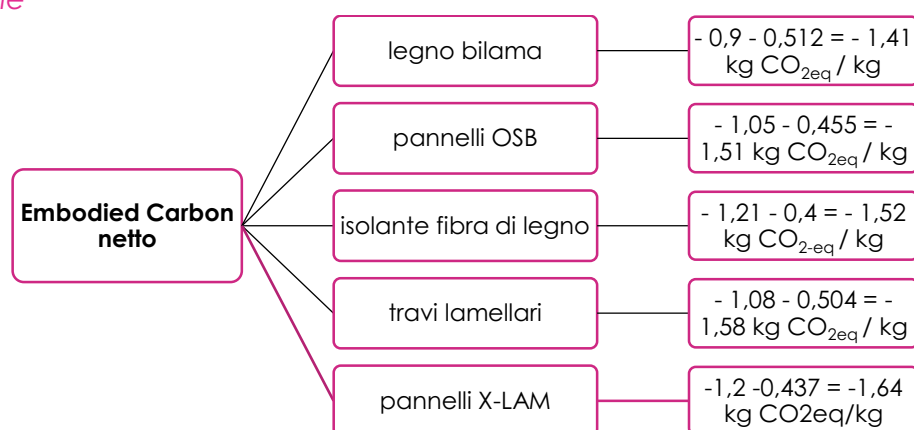 legno bilama
- 0,9 - 0,512 = - 1,41
kg CO2eq / kg
pannelli OSB
- 1,05 - 0,455 = -
1,51 kg CO2eq / kg
Embodied Carbon
netto
isolante fibra di legno
- 1,21 - 0,4 = - 1,52
kg CO2-eq / kg
travi lamellari
- 1,08 - 0,504 = -
1,58 kg CO2eq / kg
pannelli X-LAM
-1,2 -0,437 = -1,64
kg CO2eq/kg